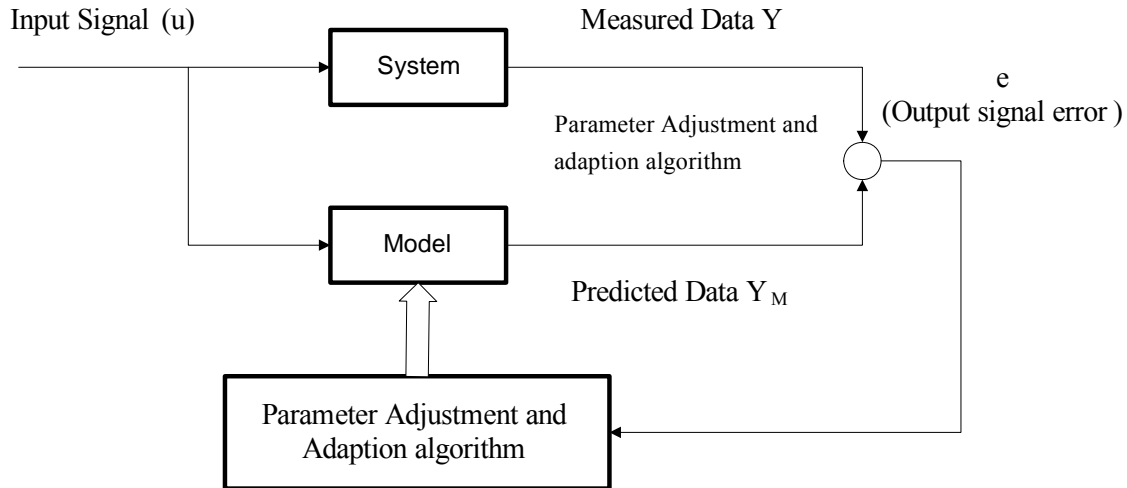 Input Signal (u)
Measured Data Y
System
e
(Output signal error )
Parameter Adjustment and
adaption algorithm
Model
Predicted Data Y M
Parameter Adjustment and
Adaption algorithm